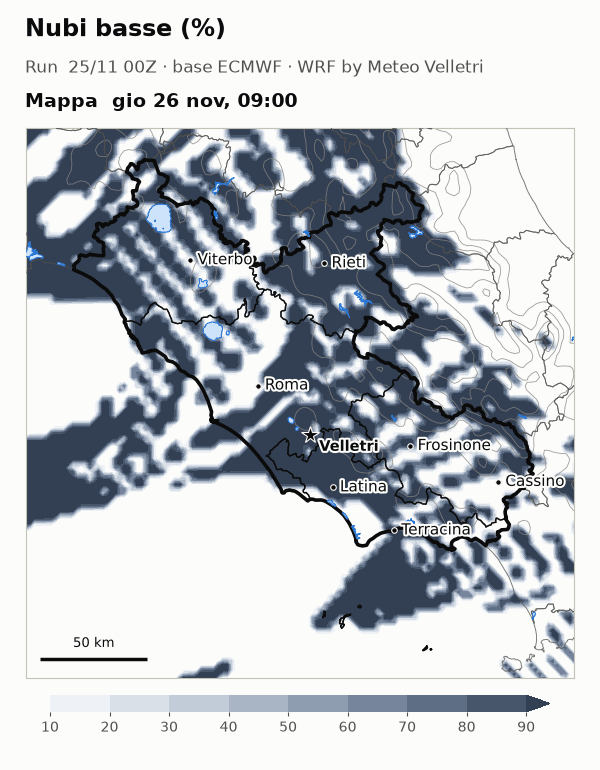 Nubi basse (%)
Run  25/11 00Z · base ECMWF · WRF by Meteo Velletri
Mappa  gio 26 nov, 09:00
Viterbo
Rieti
Roma
Velletri
Frosinone
Cassino
Latina
Terracina
50 km
10 20 30 40 50 60 70 80 90